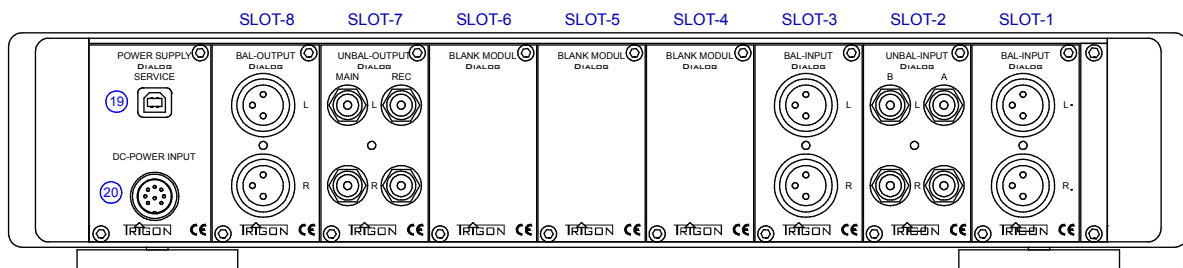 SLOT-8 SLOT-7 SLOT-6 SLOT-5 SLOT-4 SLOT-3 SLOT-2 SLOT-1
POWER SUPPLY BAL-OUTPUT UNBAL-OUTPUT BLANK MODUL BLANK MODUL BLANK MODUL BAL-INPUT UNBAL-INPUT BAL-INPUT
DIALOG DIALOG DIALOG DIALOG DIALOG DIALOG DIALOG DIALOG DIALOG
SERVICE MAIN REC B A
19 L L L L L
DC-POWER INPUT
20 R R R R R
TRIGON CE TRIGON CE TRIGON CE TRIGON CE TRIGON CE TRIGON CE TRIGON CE TRIGON CE TRIGON CE